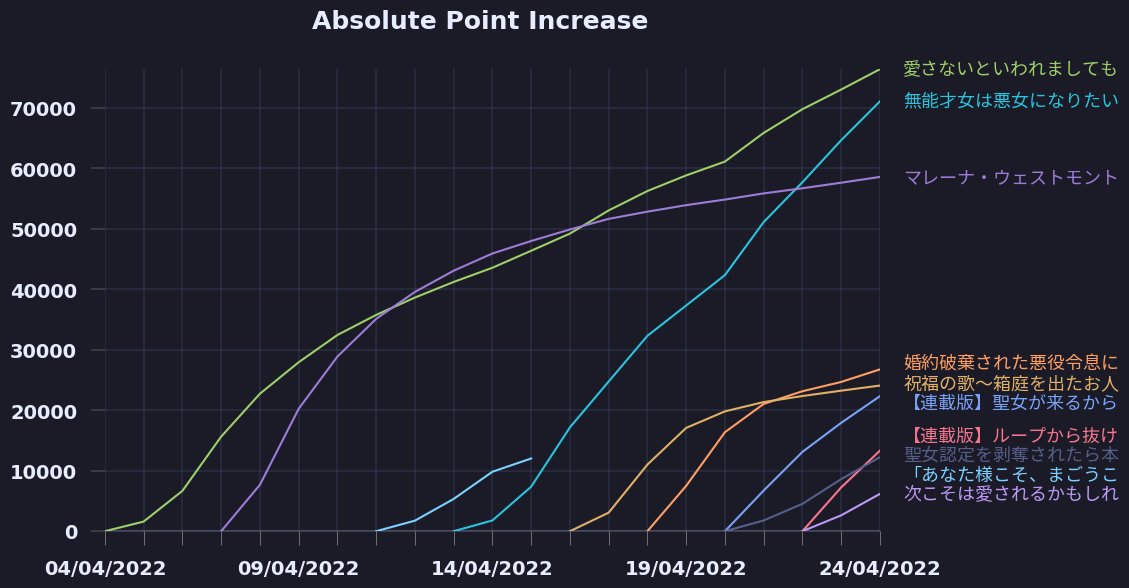 Absolute Point Increase
愛さないといわれましても
無能才女は悪女になりたい
70000
60000
マレーナ・ウェストモント
50000
40000
30000
婚約破棄された悪役令息に
祝福の歌〜箱庭を出たお人
20000
【連載版】聖女が来るから
【連載版】ループから抜け
聖女認定を剥奪されたら本
10000
「あなた様こそ、まごうこ
次こそは愛されるかもしれ
0
04/04/2022
09/04/2022
14/04/2022
19/04/2022
24/04/2022